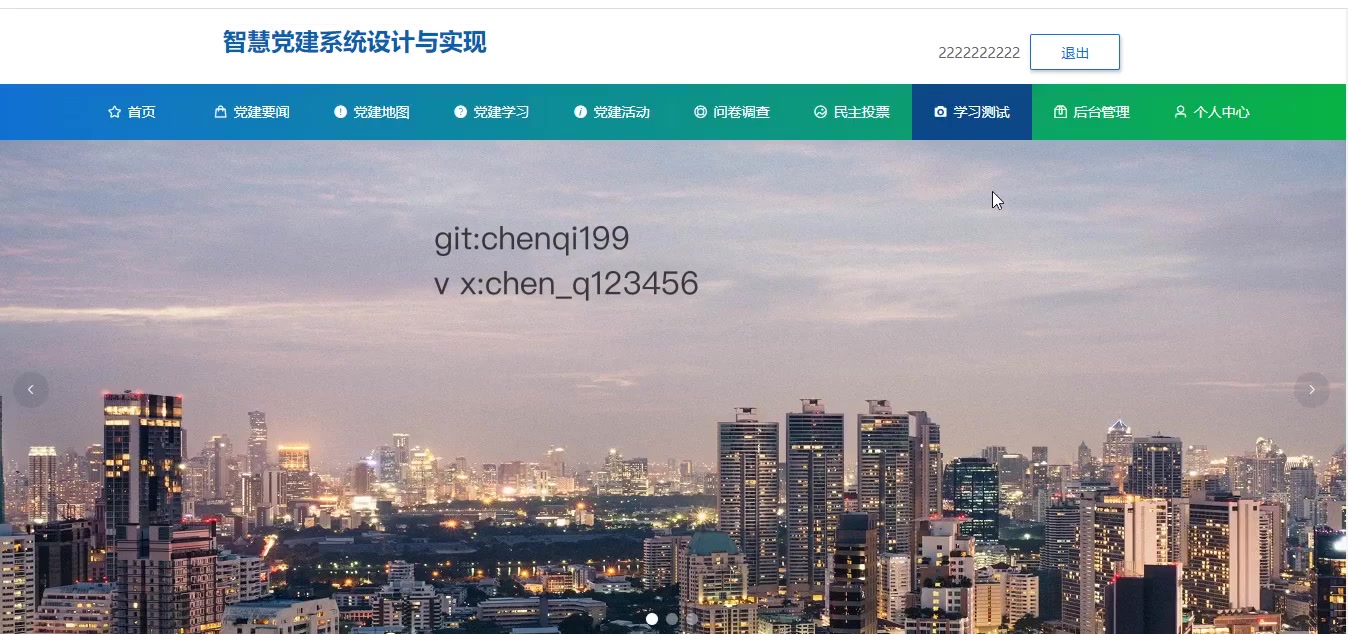 智慧党建系统设计与实现
2222222222 退出
首页 党建要闻 党建地图 党建学习 党建活动 问卷调查 民主投票 学习测试 后台管理 个人中心
git:chenqi199
v x:chen_q123456